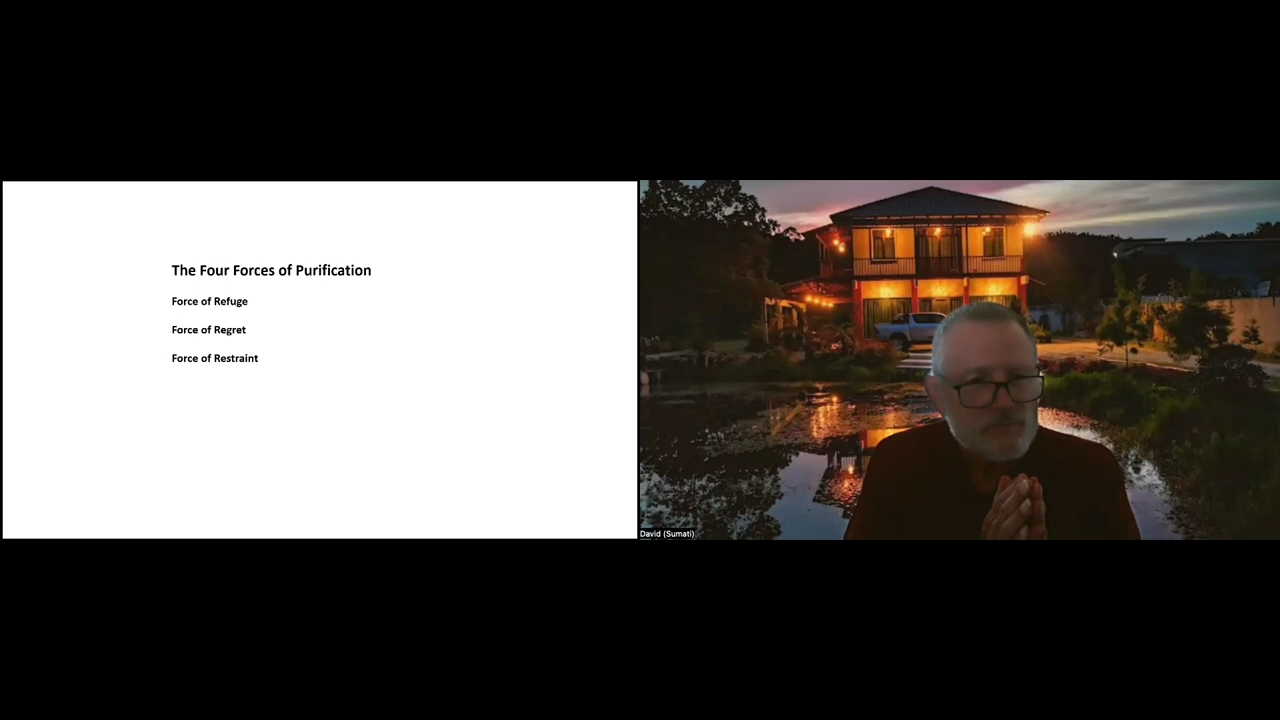 The Four Forces of Purification
Force of Refuge
Force of Regret
Force of Restraint
David (Sumati)